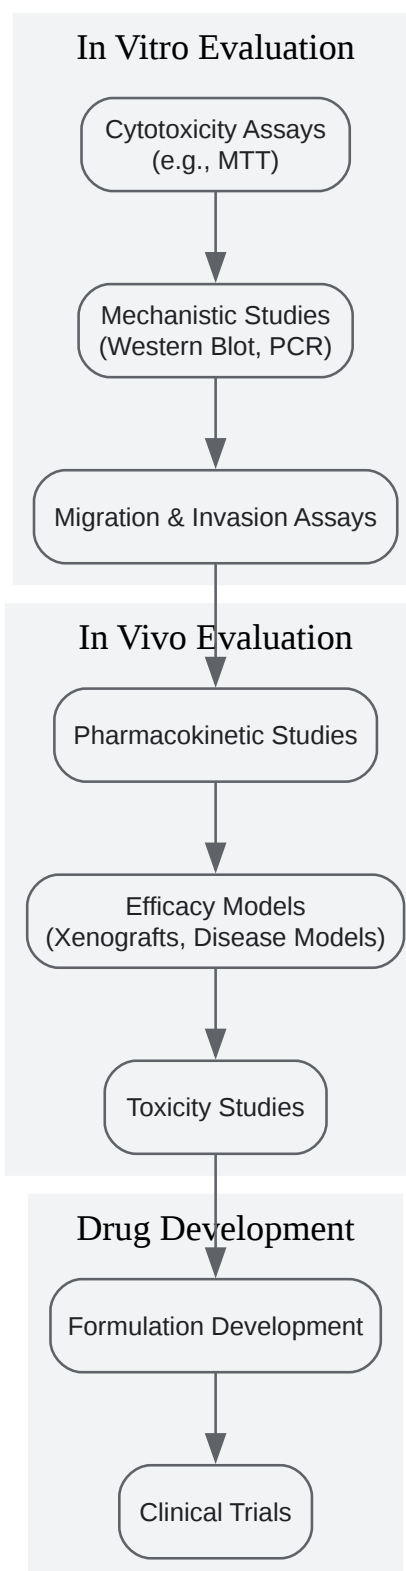 In Vitro Evaluation
Cytotoxicity Assays
(e.g., MTT)
Mechanistic Studies
(Western Blot, PCR)
Migration & Invasion Assays
In Vivo Evaluation
Pharmacokinetic Studies
Efficacy Models
(Xenografts, Disease Models)
Toxicity Studies
Drug Development
Formulation Development
Clinical Trials